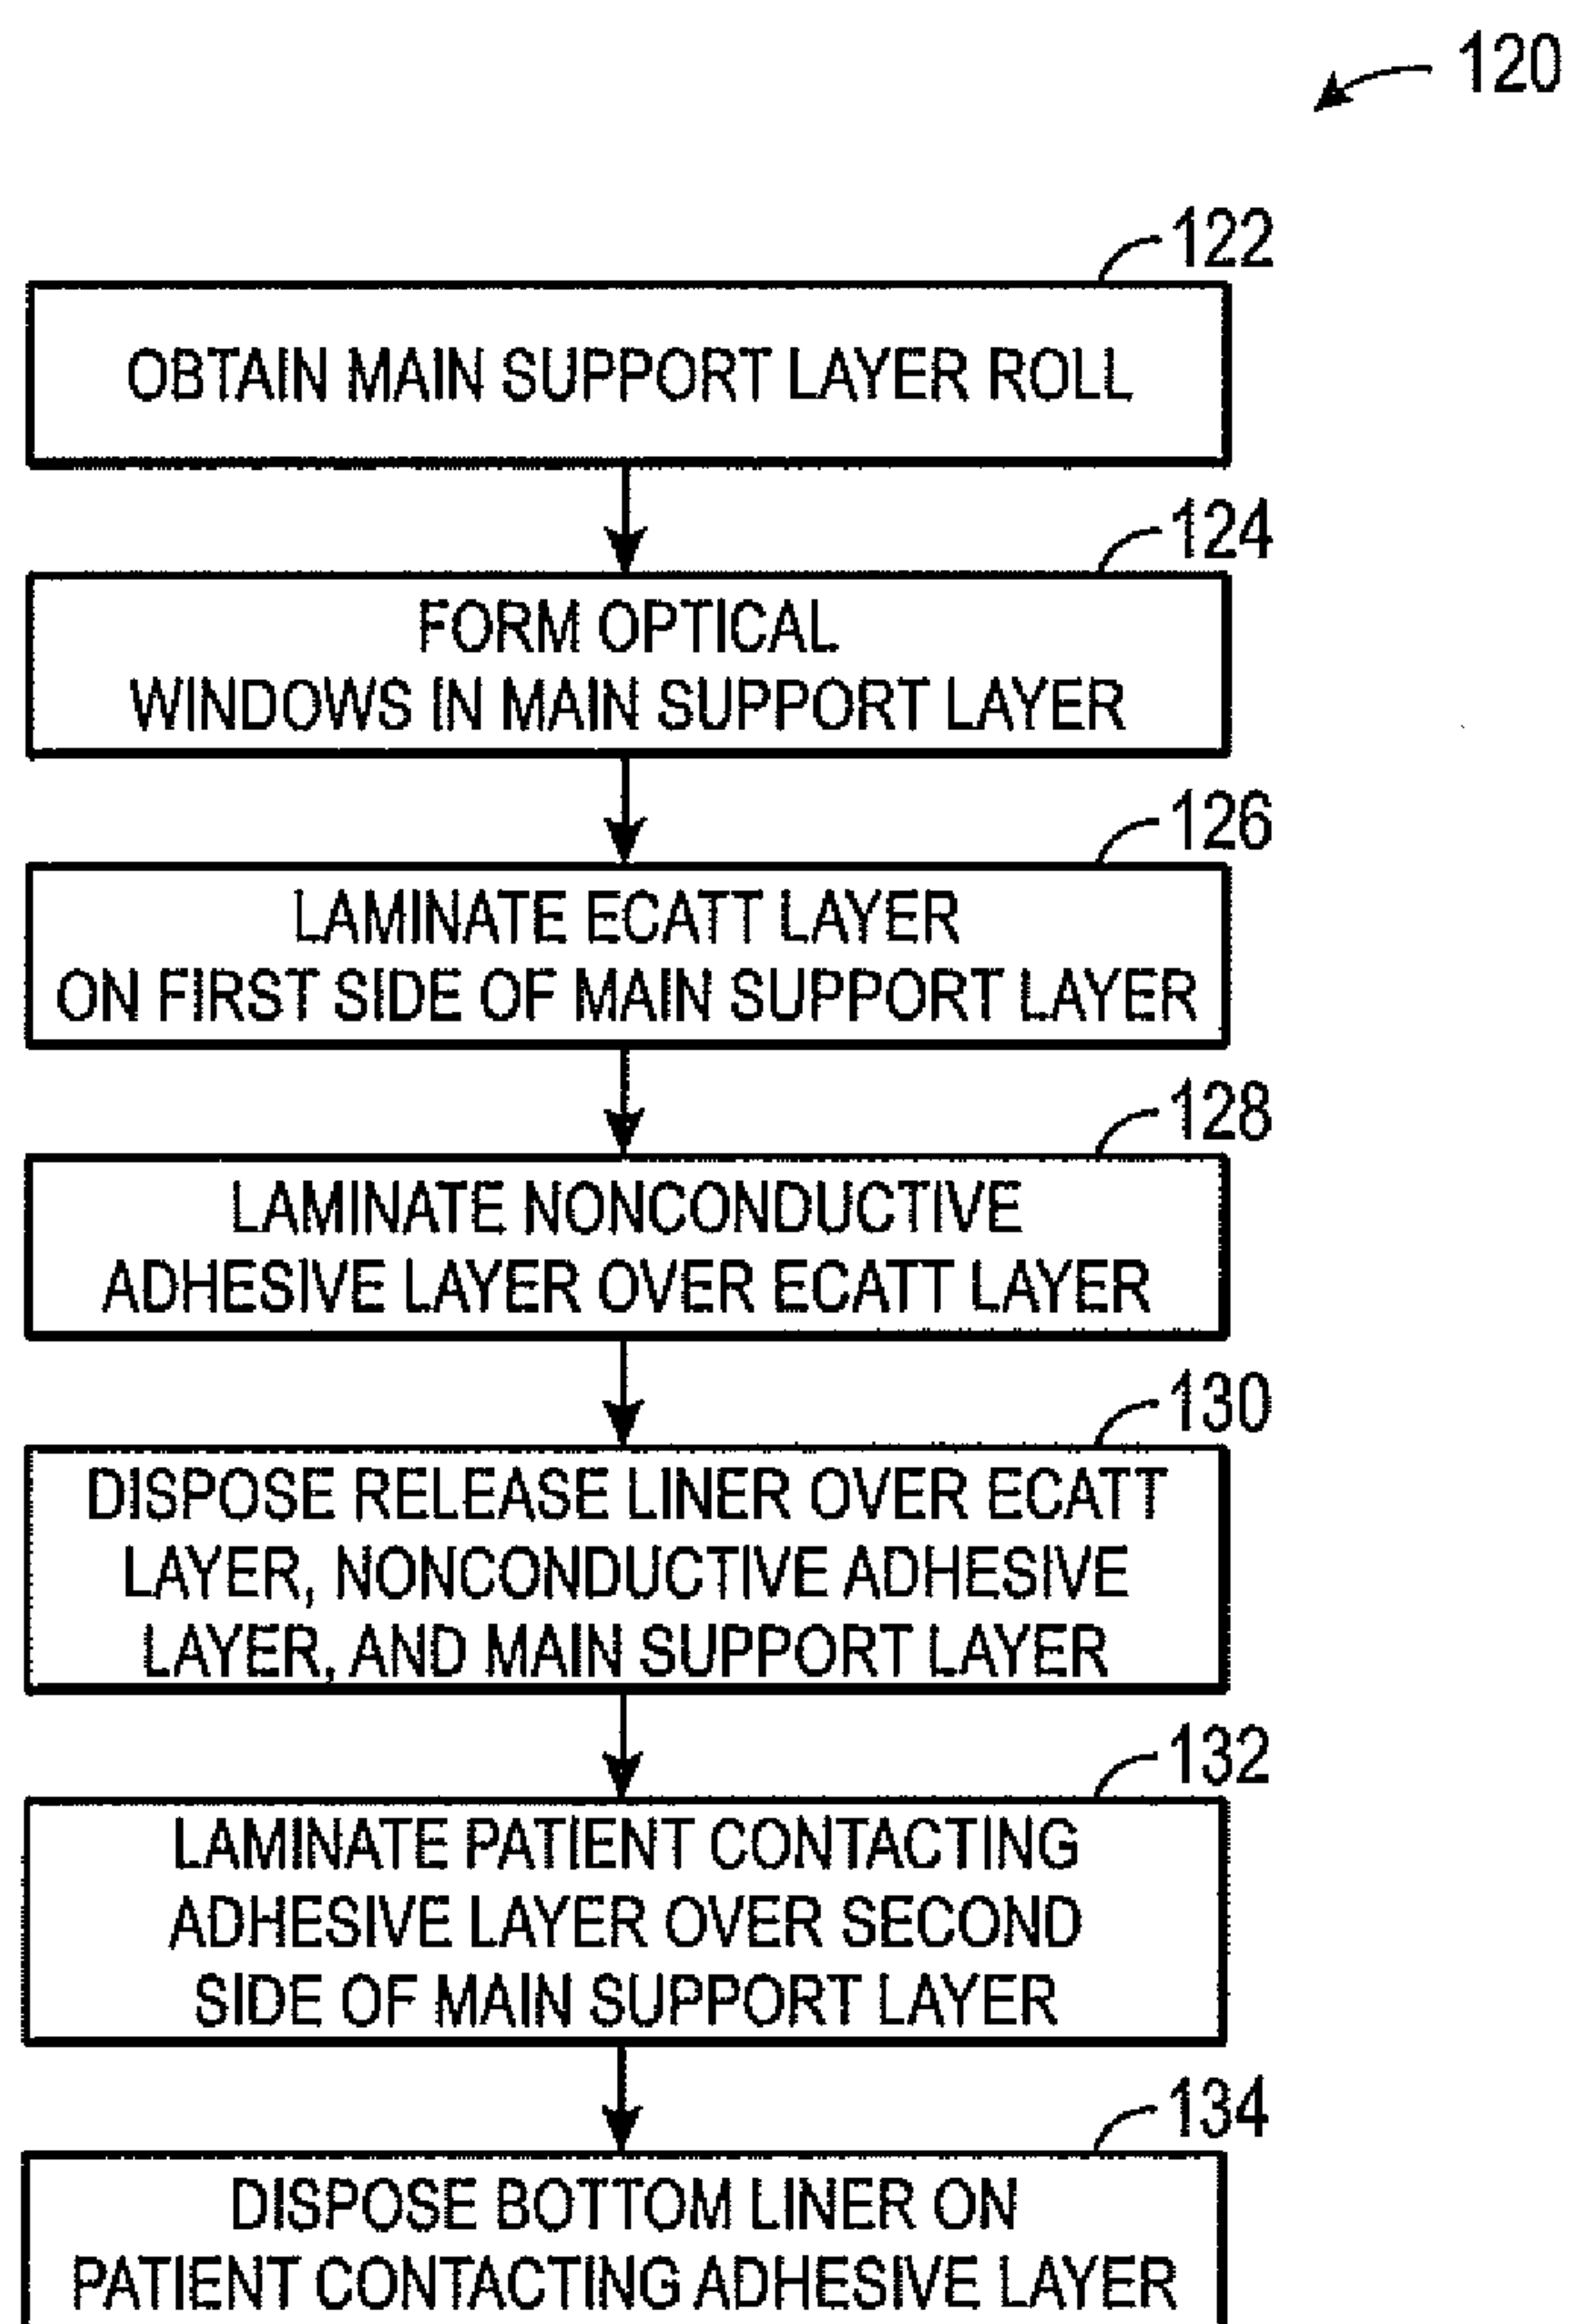 120
122
OBTAIN MAIN SUPPORT LAYER ROLL
124
FORM OPTICAL
WINDOWS IN MAIN SUPPORT LAYER
126
LAMINATE ECATT LAYER
ON FIRST SIDE OF MAIN SUPPORT LAYER
128
LAMINATE NONCONDUCTIVE
ADHESIVE LAYER OVER ECATT LAYER
130
DISPOSE RELEASE LINER OVER ECATT
LAYER, NONCONDUCTIVE ADHESIVE
LAYER, AND MAIN SUPPORT LAYER
132
LAMINATE PATIENT CONTACTING
ADHESIVE LAYER OVER SECOND
SIDE OF MAIN SUPPORT LAYER
134
DISPOSE BOTTOM LINER ON
PATIENT CONTACTING ADHESIVE LAYER